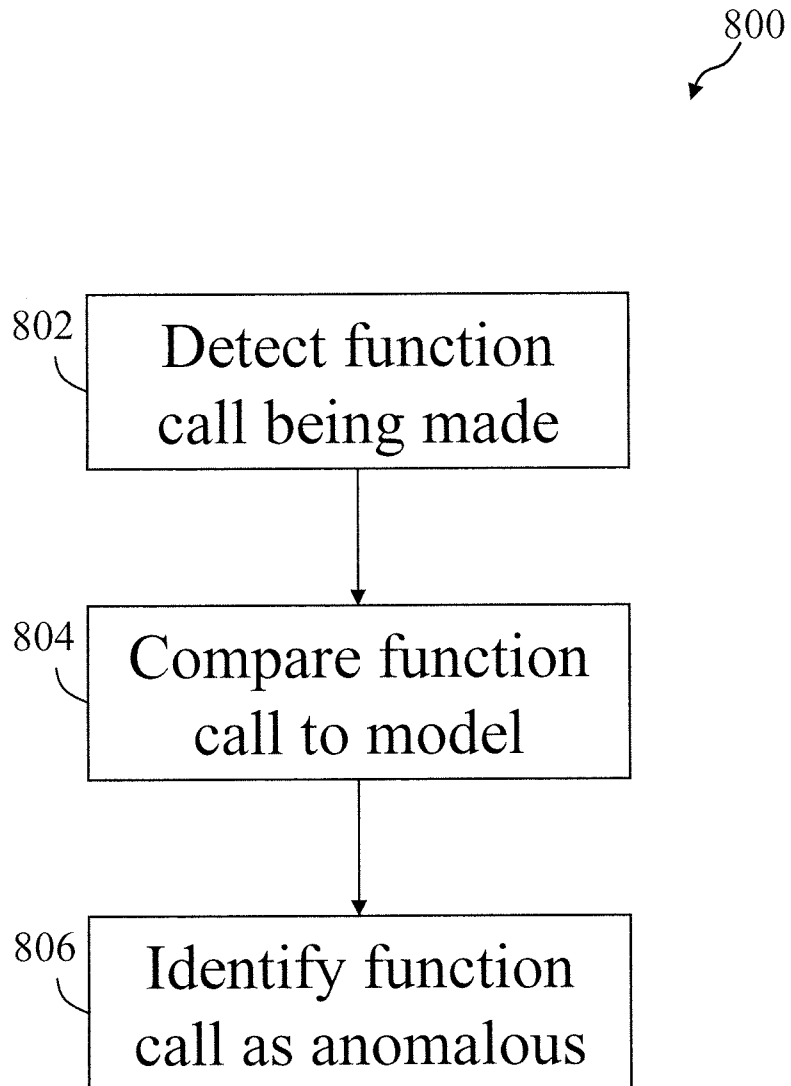 800
802
Detect function
call being made
804
Compare function
call to model
806
Identify function
call as anomalous